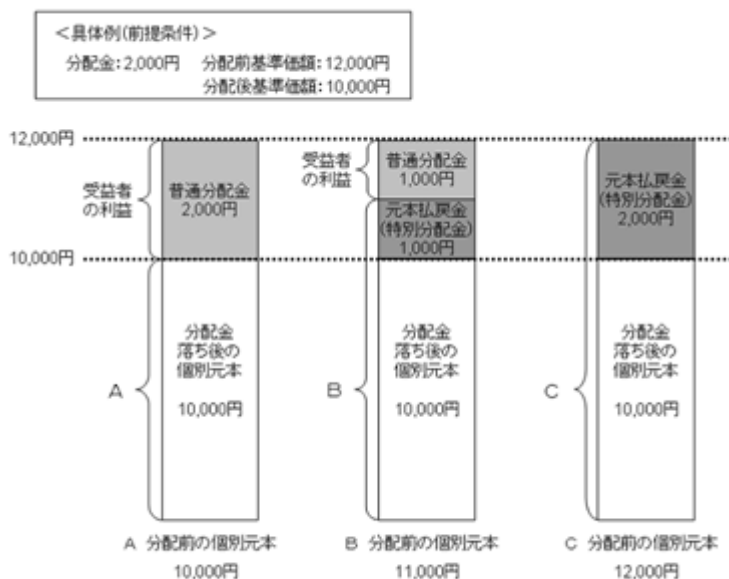 ＜具体例(前提条件)＞
分配金：2,000円　分配前基準価額：12,000円
分配後基準価額：10,000円
12,000円
受益者
の利益
普通分配金
2,000円
受益者
の利益
普通分配金
1,000円
元本払戻金
(特別分配金)
1,000円
元本払戻金
(特別分配金)
2,000円
10,000円
A
分配金
落ち後の
個別元本
10,000円
B
分配金
落ち後の
個別元本
10,000円
C
分配金
落ち後の
個別元本
10,000円
A 分配前の個別元本
10,000円
B 分配前の個別元本
11,000円
C 分配前の個別元本
12,000円